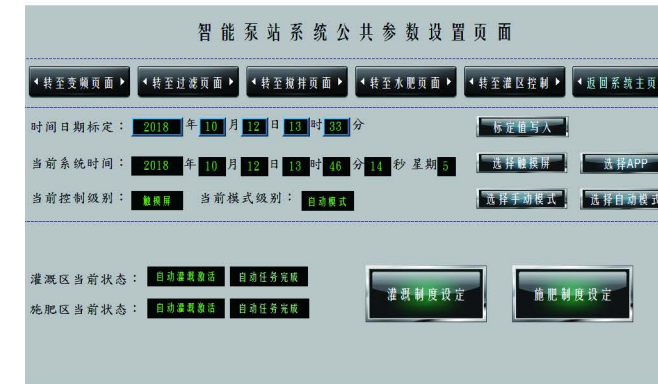 智能泵站系统公共参数设置页面
转至变频页面 转至过滤页面 转至搅拌页面 转至水肥页面 转至灌区控制 返回系统主页
时间日期标定： 2018 年 10 月 12 日 13 时 33 分 标定值写入
当前系统时间： 2018 年 10 月 12 日 13 时 46 分 14 秒 星期 5 选择触摸屏 选择APP
当前控制级别： 触摸屏 当前模式级别： 自动模式 选择手动模式 选择自动模式
灌溉区当前状态： 自动灌溉激活 自动任务完成 灌溉制度设定 施肥制度设定
施肥区当前状态： 自动灌溉激活 自动任务完成